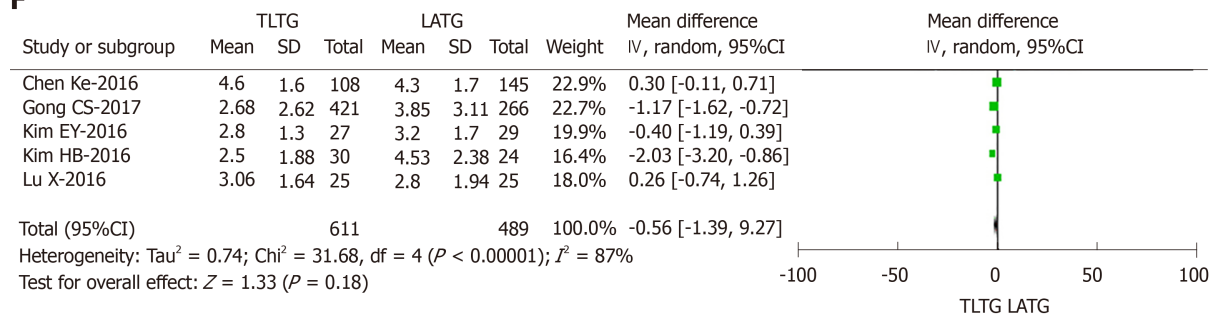 F
TLTG LATG Mean difference Mean difference
Study or subgroup Mean SD Total Mean SD Total Weight IV, random, 95%CI IV, random, 95%CI
Chen Ke-2016 4.6 1.6 108 4.3 1.7 145 22.9% 0.30 [-0.11, 0.71]
Gong CS-2017 2.68 2.62 421 3.85 3.11 266 22.7% -1.17 [-1.62, -0.72]
Kim EY-2016 2.8 1.3 27 3.2 1.7 29 19.9% -0.40 [-1.19, 0.39]
Kim HB-2016 2.5 1.88 30 4.53 2.38 24 16.4% -2.03 [-3.20, -0.86]
Lu X-2016 3.06 1.64 25 2.8 1.94 25 18.0% 0.26 [-0.74, 1.26]
Total (95%CI) 611 489 100.0% -0.56 [-1.39, 9.27]
Heterogeneity: Tau² = 0.74; Chi² = 31.68, df = 4 (P < 0.00001); I² = 87%
Test for overall effect: Z = 1.33 (P = 0.18)
-100 -50 0 50 100
TLTG LATG